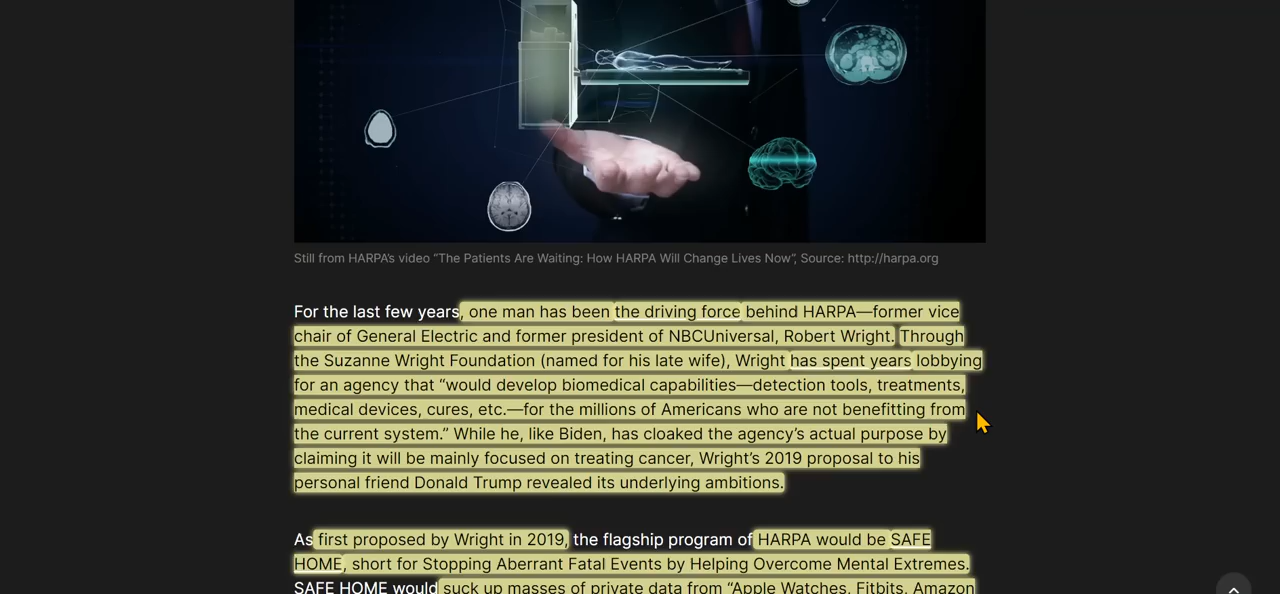 Still from HARPA's video “The Patients Are Waiting: How HARPA Will Change Lives Now”, Source: http://harpa.org
For the last few years, one man has been the driving force behind HARPA—former vice
chair of General Electric and former president of NBCUniversal, Robert Wright. Through
the Suzanne Wright Foundation (named for his late wife), Wright has spent years lobbying
for an agency that “would develop biomedical capabilities—detection tools, treatments,
medical devices, cures, etc.—for the millions of Americans who are not benefitting from
the current system.” While he, like Biden, has cloaked the agency’s actual purpose by
claiming it will be mainly focused on treating cancer, Wright’s 2019 proposal to his
personal friend Donald Trump revealed its underlying ambitions.
As first proposed by Wright in 2019, the flagship program of HARPA would be SAFE
HOME, short for Stopping Aberrant Fatal Events by Helping Overcome Mental Extremes.
SAFE HOME would suck up masses of private data from “Apple Watches, Fitbits, Amazon